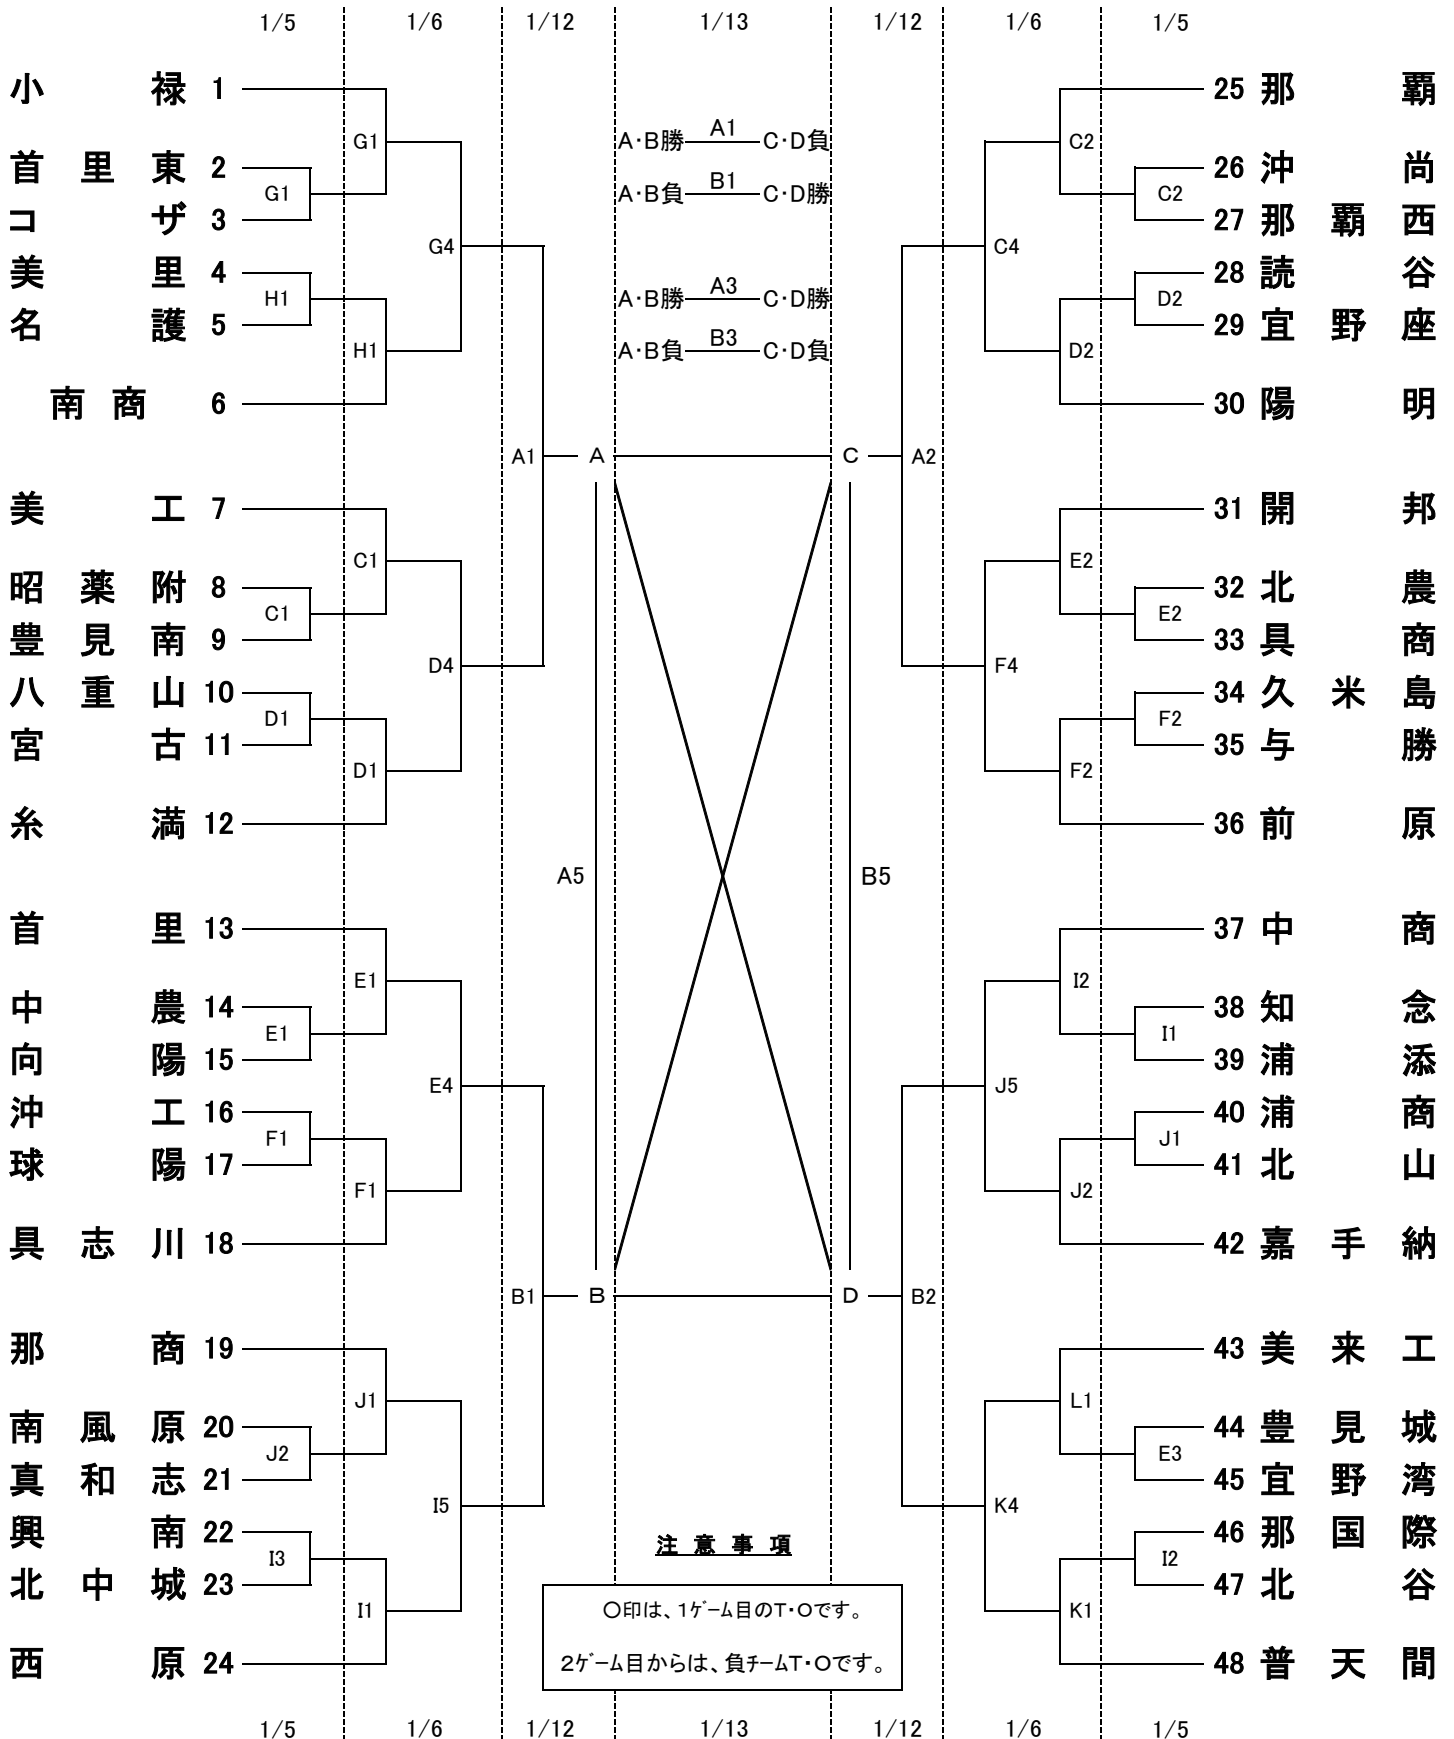 1/5 1/6 1/12 1/13 1/12 1/6 1/5
小禄 1
25 那覇
G1
A・B勝 A1 C・D負
C2
首里東 2
26 沖尚
G1
A・B負 B1 C・D勝
C2
コザ 3
27 那覇西
G4
C4
美里 4
28 読谷
H1
A・B勝 A3 C・D勝
D2
名護 5
29 宜野座
H1
A・B負 B3 C・D負
D2
南商 6
30 陽明
A1 A C A2
美工 7
31 開邦
C1
E2
昭薬附 8
32 北農
C1
E2
豊見南 9
33 具商
D4
F4
八重山 10
34 久米島
D1
F2
宮古 11
35 与勝
D1
F2
糸満 12
36 前原
A5 B5
首里 13
37 中商
E1
I2
中農 14
38 知念
E1
I1
向陽 15
39 浦添
E4
J5
沖工 16
40 浦商
F1
J1
球陽 17
41 北山
F1
J2
具志川 18
42 嘉手納
B1 B D B2
那商 19
43 美来工
J1
L1
南風原 20
44 豊見城
J2
E3
真和志 21
45 宜野湾
I5
K4
興南 22
46 那国際
注意事項
I3
I2
北中城 23
47 北谷
I1
K1
○印は、1ゲーム目のT・Oです。
西原 24
48 普天間
2ゲーム目からは、負チームT・Oです。
1/5 1/6 1/12 1/13 1/12 1/6 1/5